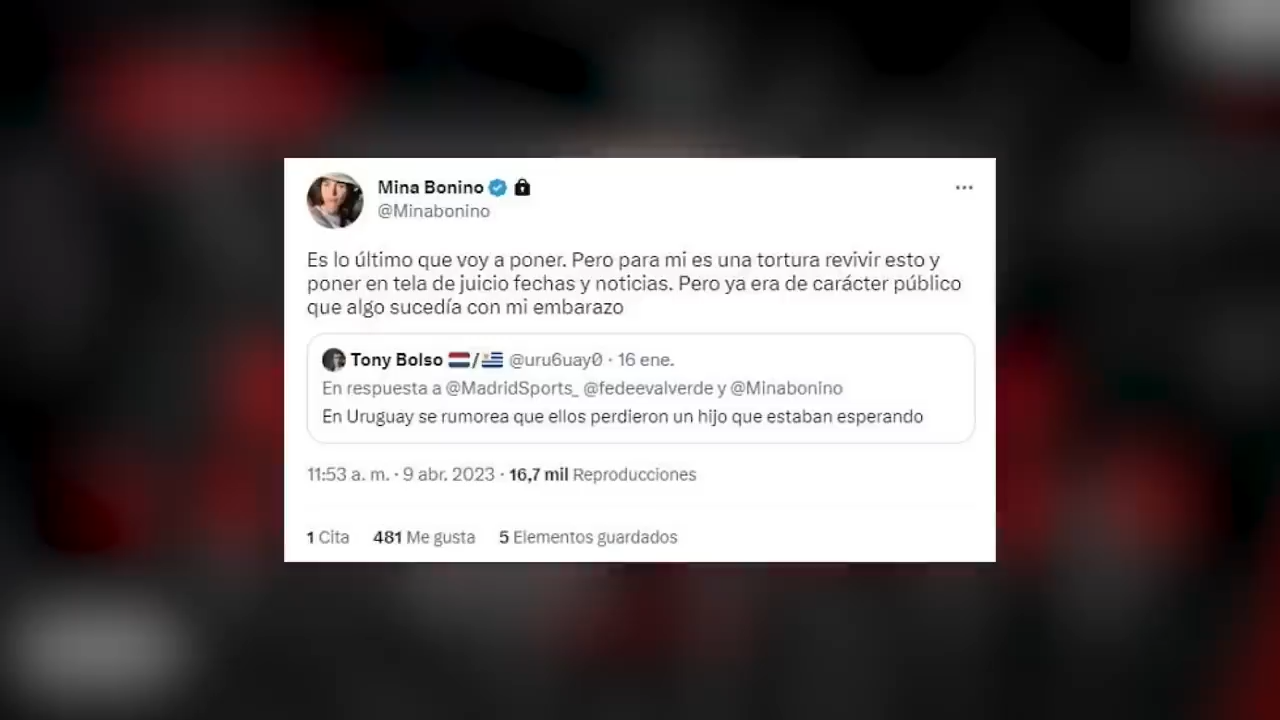 Mina Bonino
@Minabonino
Es lo último que voy a poner. Pero para mi es una tortura revivir esto y
poner en tela de juicio fechas y noticias. Pero ya era de carácter público
que algo sucedía con mi embarazo
Tony Bolso / @uru6uay0 · 16 ene.
En respuesta a @MadridSports_ @fedeevalverde y @Minabonino
En Uruguay se rumorea que ellos perdieron un hijo que estaban esperando
11:53 a. m. · 9 abr. 2023 · 16,7 mil Reproducciones
1 Cita 481 Me gusta 5 Elementos guardados